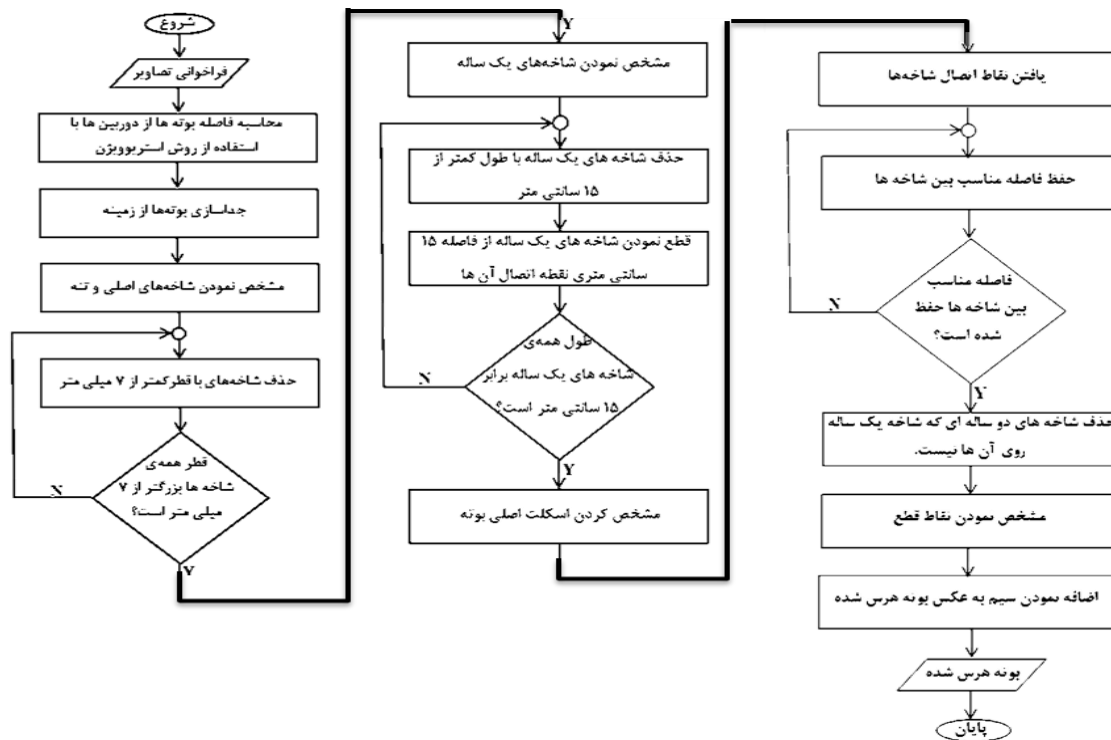 شروع
فراخوانی تصاویر
محاسبه فاصله بوته ها از دوربین ها با
استفاده از روش استریوویژن
جداسازی بوته‌ها از زمینه
مشخص نمودن شاخه‌های اصلی و تنه
حذف شاخه‌های با قطر کمتر از ۷ میلی متر
قطر همه‌ی
شاخه ها بزرگتر از ۷
میلی متر است؟
N
Y
Y
مشخص نمودن شاخه‌های یک ساله
حذف شاخه های یک ساله با طول کمتر از
۱۵ سانتی متر
قطع نمودن شاخه های یک ساله از فاصله ۱۵
سانتی متری نقطه اتصال آن ها
طول همه‌ی
شاخه های یک ساله برابر
۱۵ سانتی متر است؟
N
Y
مشخص کردن اسکلت اصلی بوته
Y
یافتن نقاط اتصال شاخه‌ها
حفظ فاصله مناسب بین شاخه ها
فاصله مناسب
بین شاخه ها حفظ
شده است؟
N
Y
حذف شاخه های دو ساله ای که شاخه یک ساله
روی آن ها نیست.
مشخص نمودن نقاط قطع
اضافه نمودن سیم به عکس بوته هرس شده
بوته هرس شده
پایان